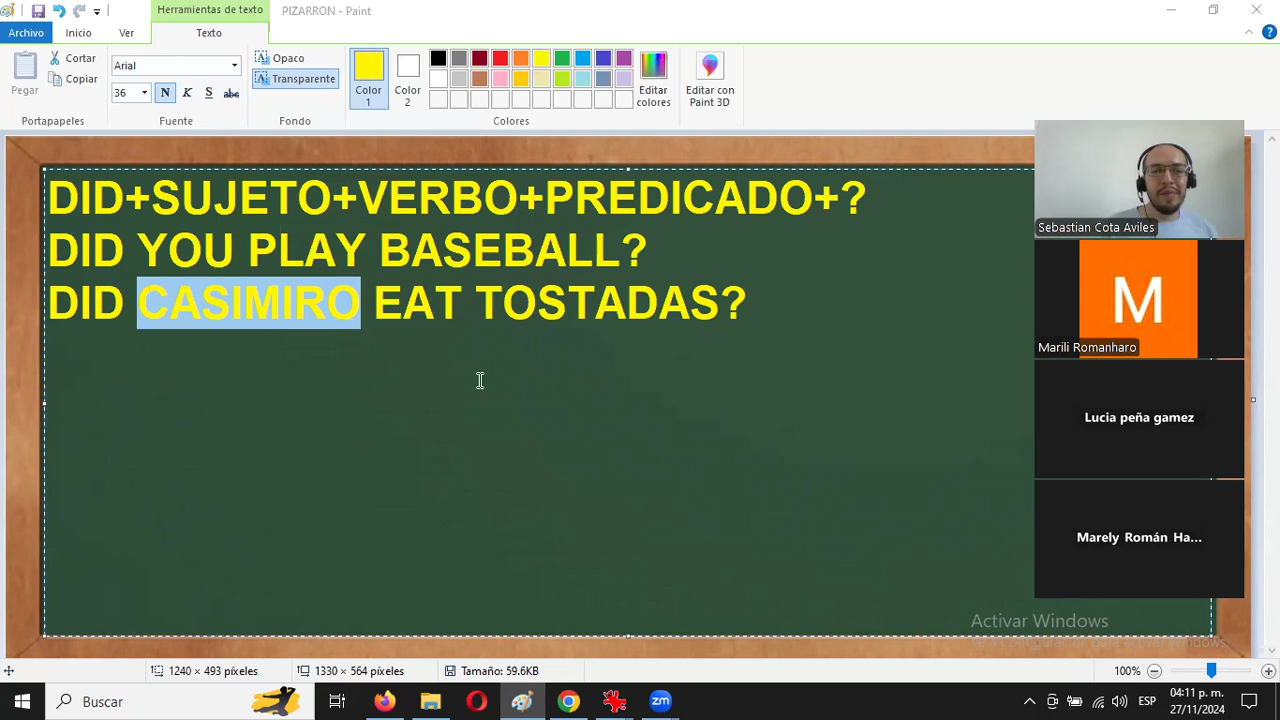 Herramientas de texto
PIZARRON - Paint
Archivo
Inicio
Ver
Texto
Pegar
Cortar
Copiar
Portapapeles
Arial
36
N K S abc
Fuente
Opaco
Transparente
Fondo
Color 1
Color 2
Editar colores
Editar con Paint 3D
Colores
DID+SUJETO+VERBO+PREDICADO+?
DID YOU PLAY BASEBALL?
DID CASIMIRO EAT TOSTADAS?
Sebastian Cota Aviles
M
Marili Romanharo
Lucia peña gamez
Marely Román Ha...
Activar Windows
1240 × 493 píxeles
1330 × 564 píxeles
Tamaño: 59.6KB
100%
Buscar
zm
ESP
04:11 p. m.
27/11/2024